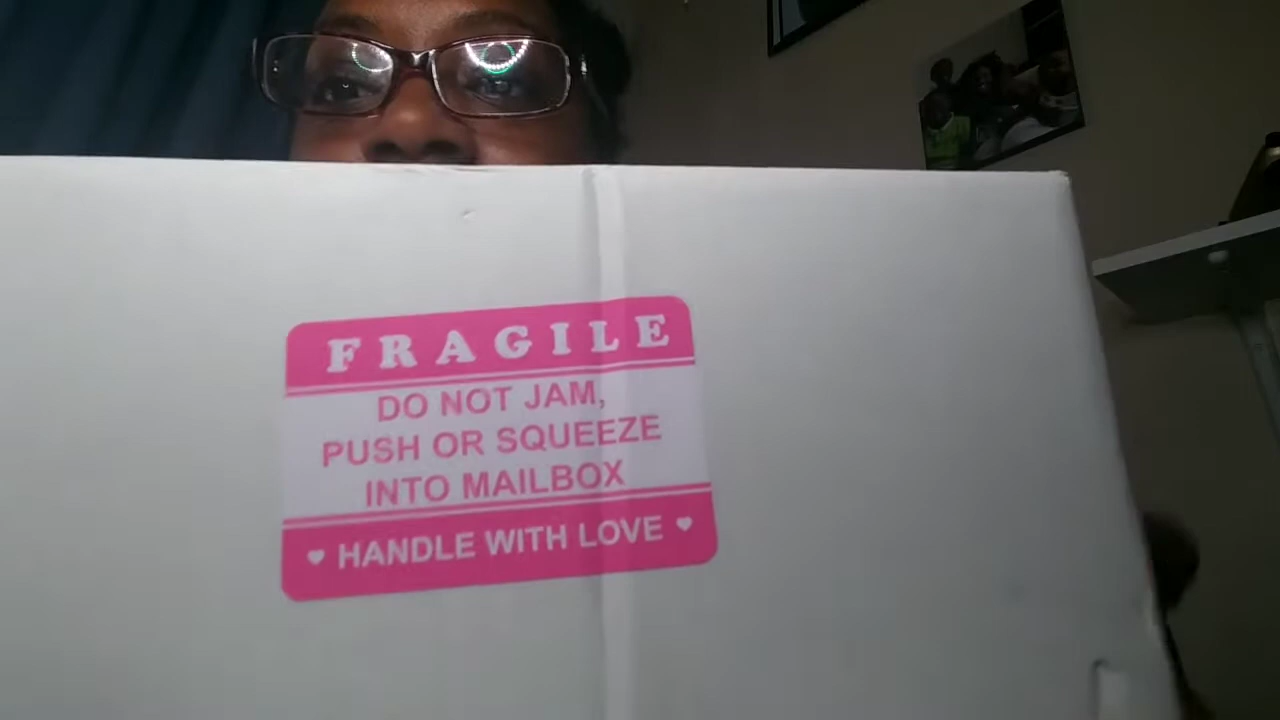 FRAGILE
DO NOT JAM,
PUSH OR SQUEEZE
INTO MAILBOX
♥ HANDLE WITH LOVE ♥